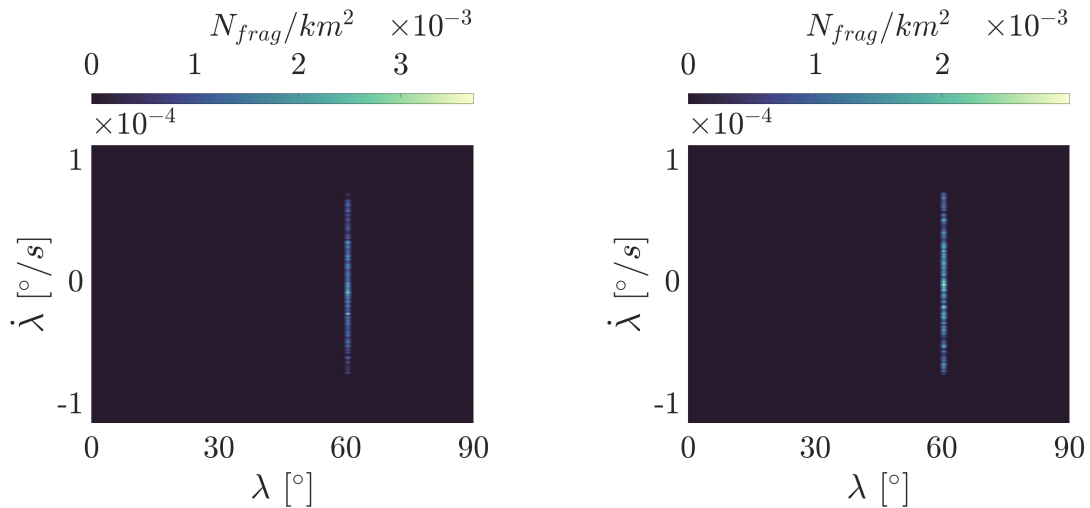 N_{frag}/km^2 ×10^{-3}
0 1 2 3
×10^{-4}
1
0
-1
λ̇ [°/s]
0 30 60 90
λ [°]
N_{frag}/km^2 ×10^{-3}
0 1 2
×10^{-4}
1
0
-1
λ̇ [°/s]
0 30 60 90
λ [°]